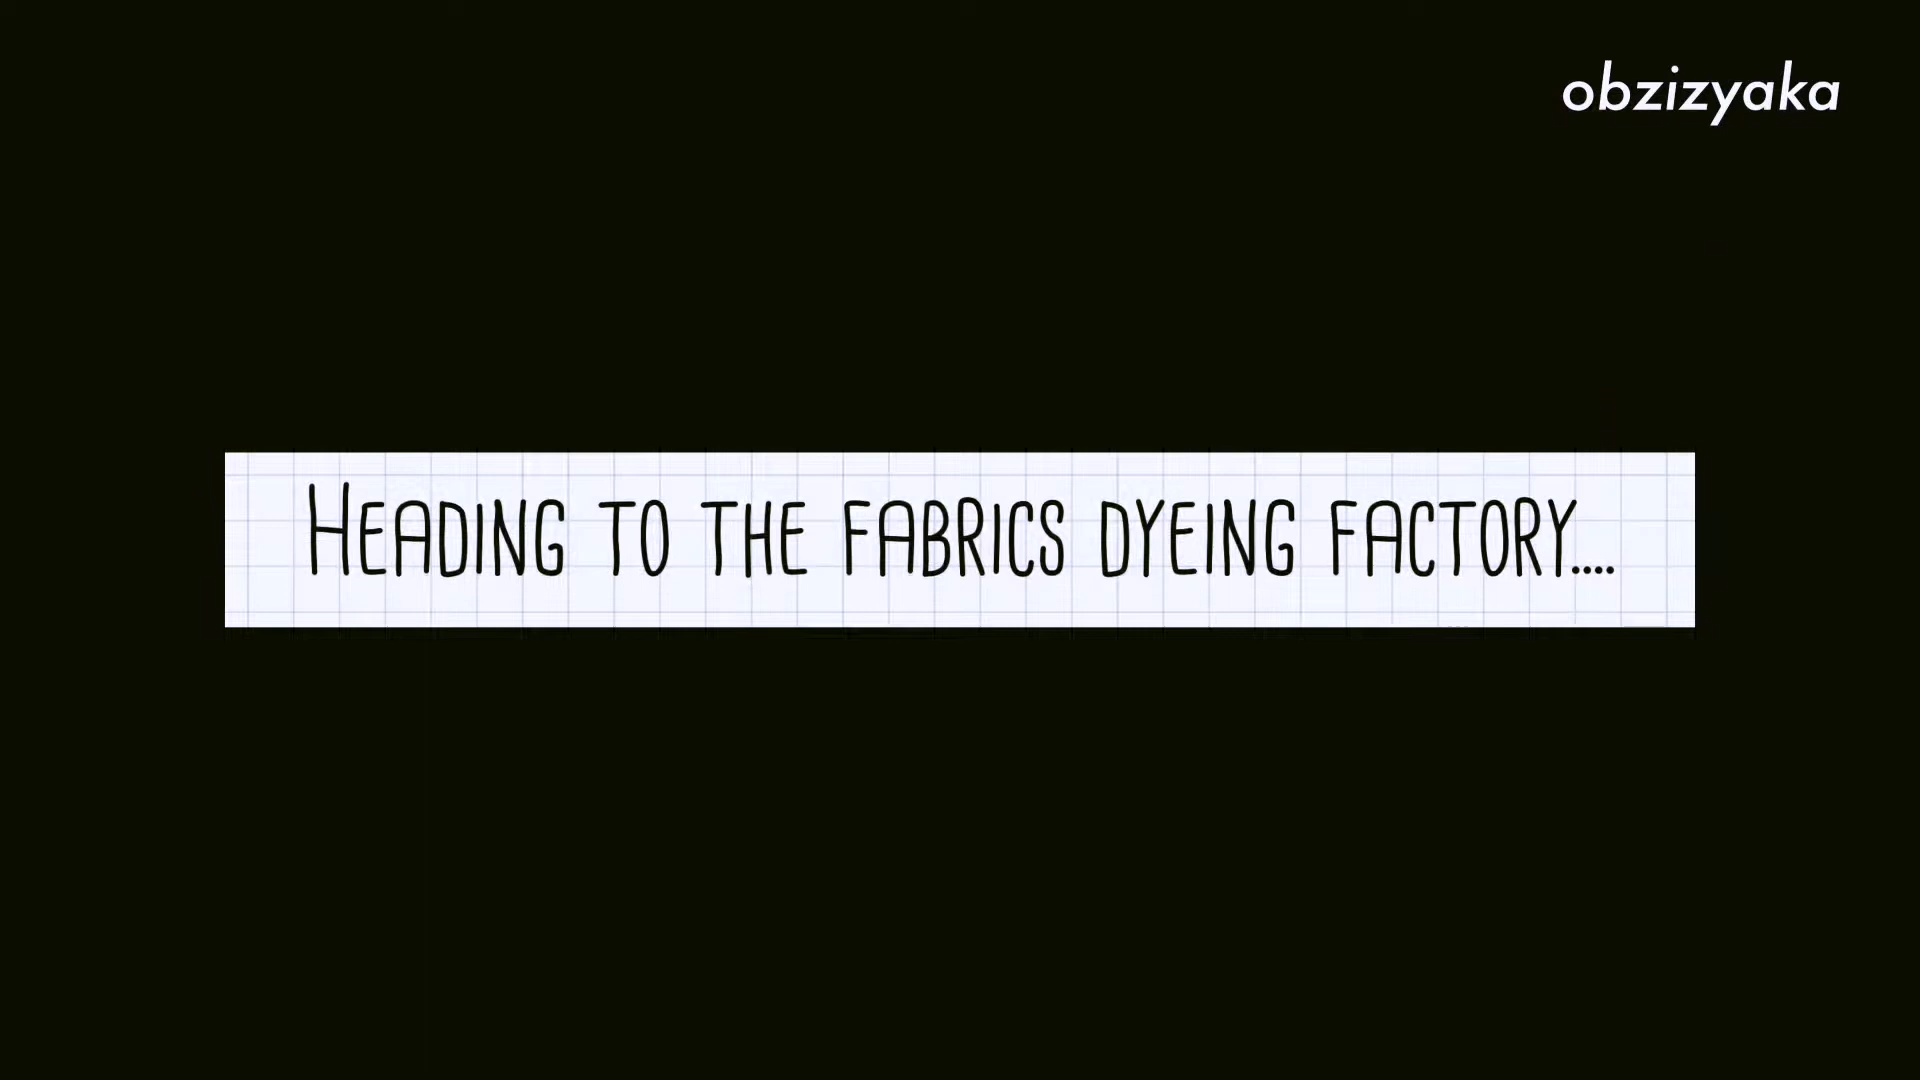 obzizyaka
HEADING TO THE FABRICS DYEING FACTORY....